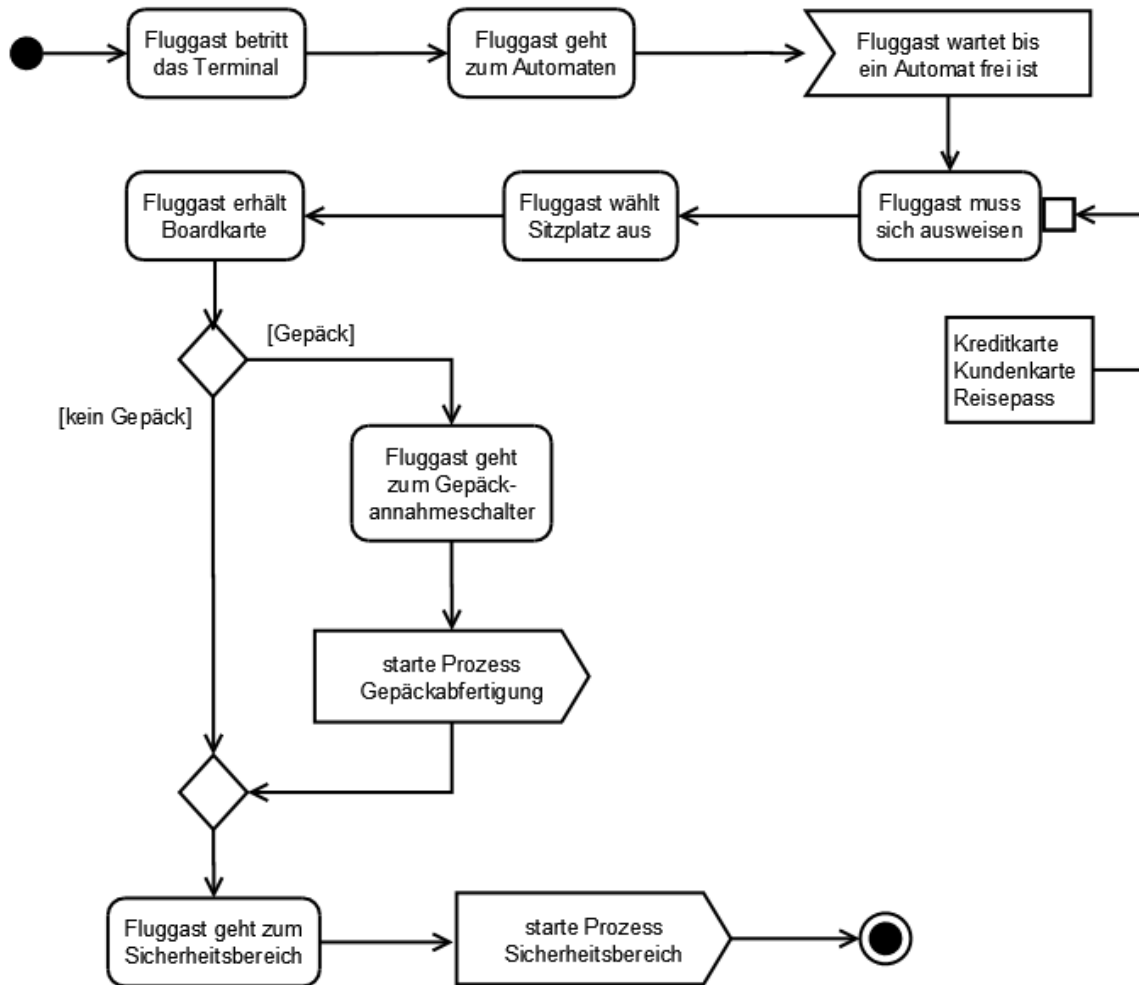 Fluggast betritt
das Terminal
Fluggast geht
zum Automaten
Fluggast wartet bis
ein Automat frei ist
Fluggast erhält
Boardkarte
Fluggast wählt
Sitzplatz aus
Fluggast muss
sich ausweisen
[Gepäck]
Kreditkarte
Kundenkarte
Reisepass
[kein Gepäck]
Fluggast geht
zum Gepäck-
annahmeschalter
starte Prozess
Gepäckabfertigung
Fluggast geht zum
Sicherheitsbereich
starte Prozess
Sicherheitsbereich